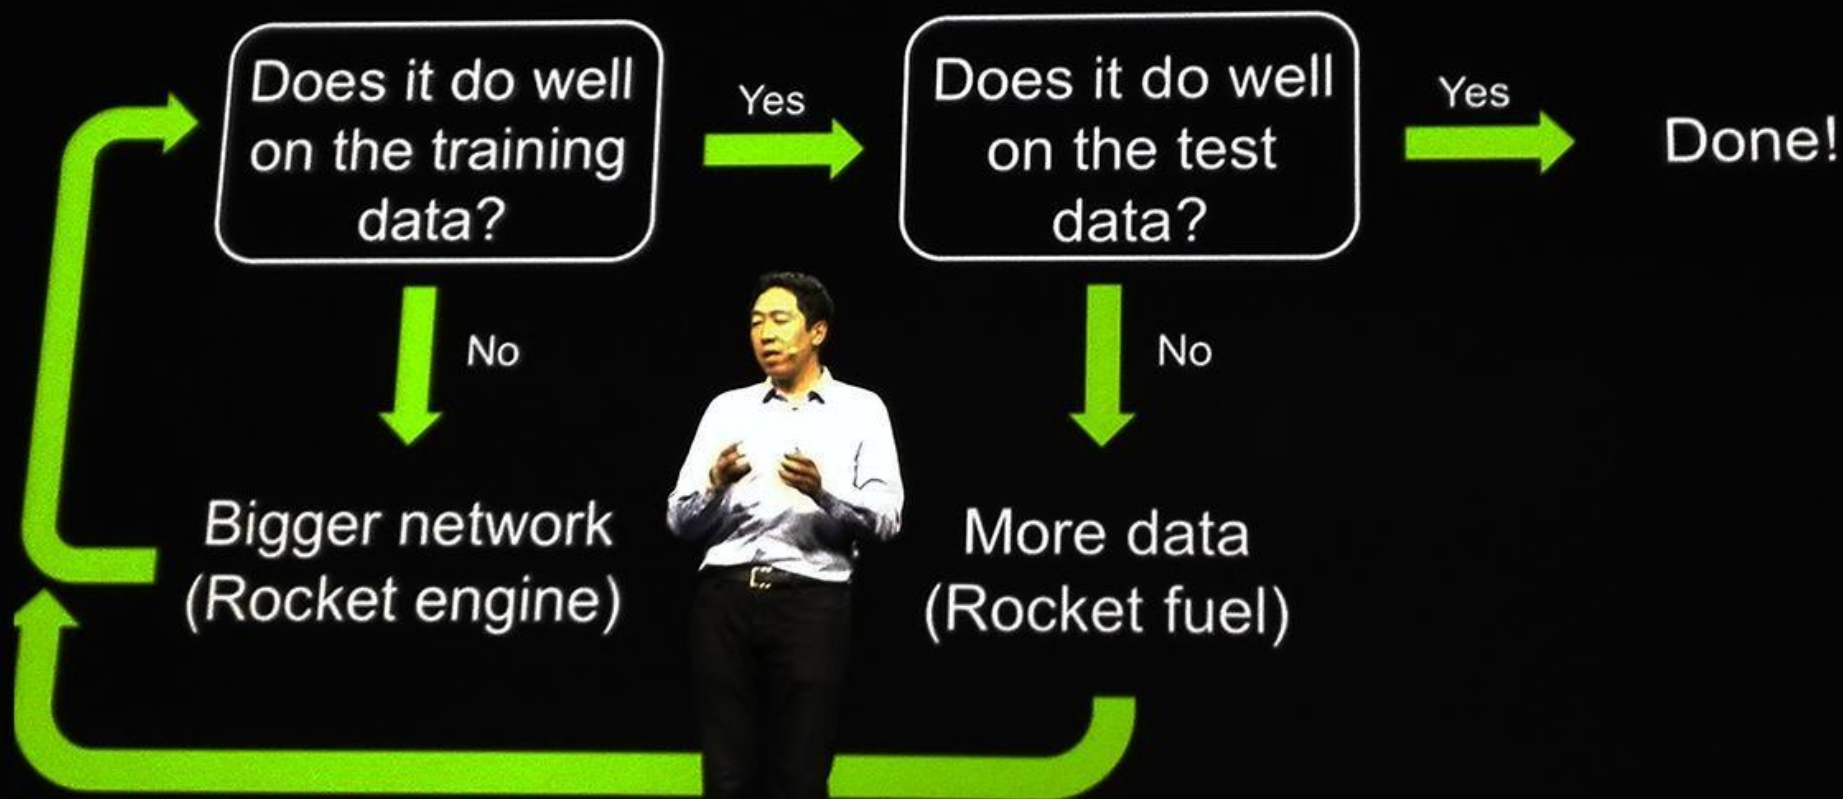 Does it do well
on the training
data?
Yes
Does it do well
on the test
data?
Yes
Done!
No
No
Bigger network
(Rocket engine)
More data
(Rocket fuel)